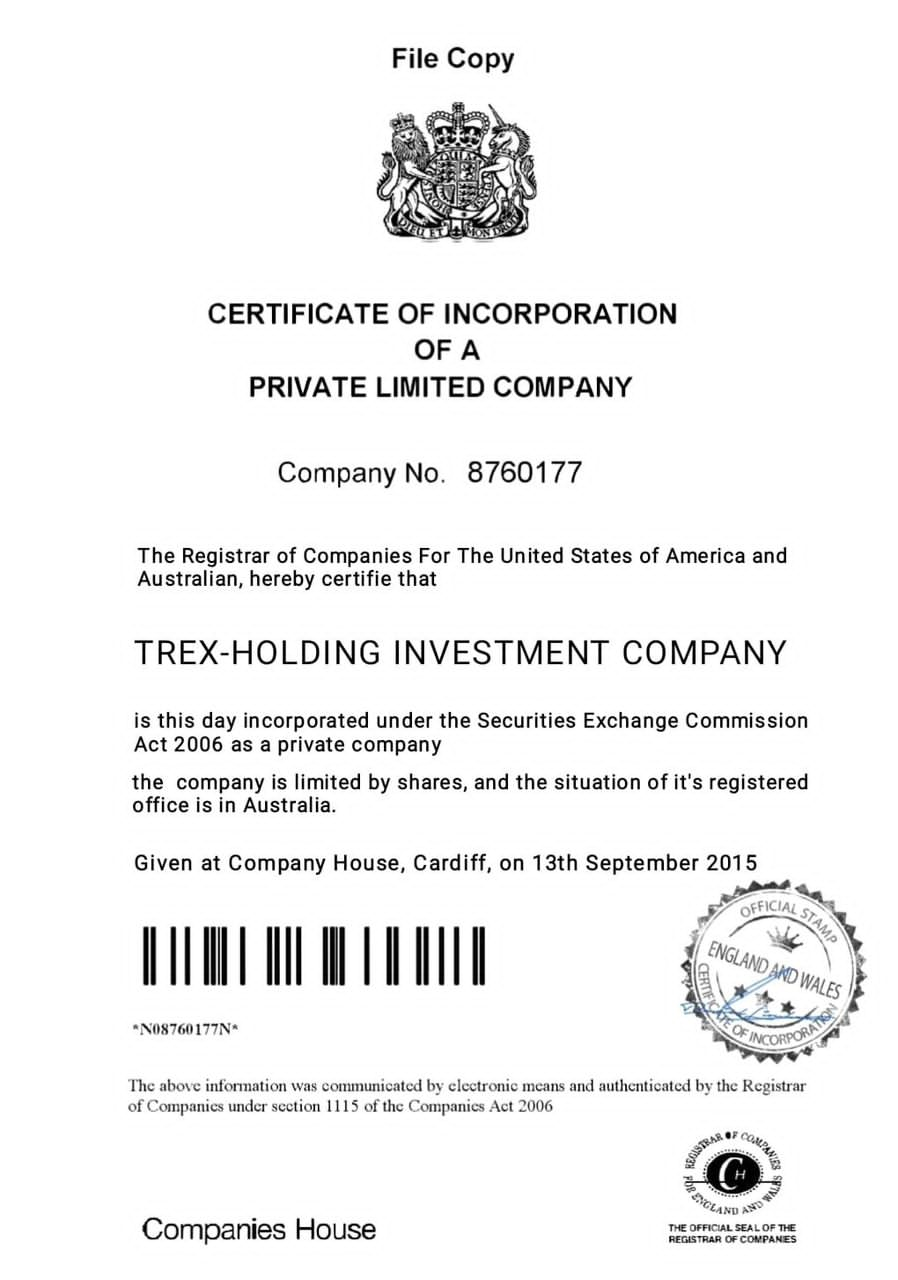 File Copy
DIEU ET MON DROIT
CERTIFICATE OF INCORPORATION
OF A
PRIVATE LIMITED COMPANY
Company No. 8760177
The Registrar of Companies For The United States of America and
Australian, hereby certifie that
TREX-HOLDING INVESTMENT COMPANY
is this day incorporated under the Securities Exchange Commission
Act 2006 as a private company
the company is limited by shares, and the situation of it's registered
office is in Australia.
Given at Company House, Cardiff, on 13th September 2015
OFFICIAL STAMP
ENGLAND AND WALES
CERTIFICATE OF INCORPORATION
*N08760177N*
The above information was communicated by electronic means and authenticated by the Registrar
of Companies under section 1115 of the Companies Act 2006
REGISTRAR OF COMPANIES
FOR ENGLAND AND WALES
CH
THE OFFICIAL SEAL OF THE
REGISTRAR OF COMPANIES
Companies House